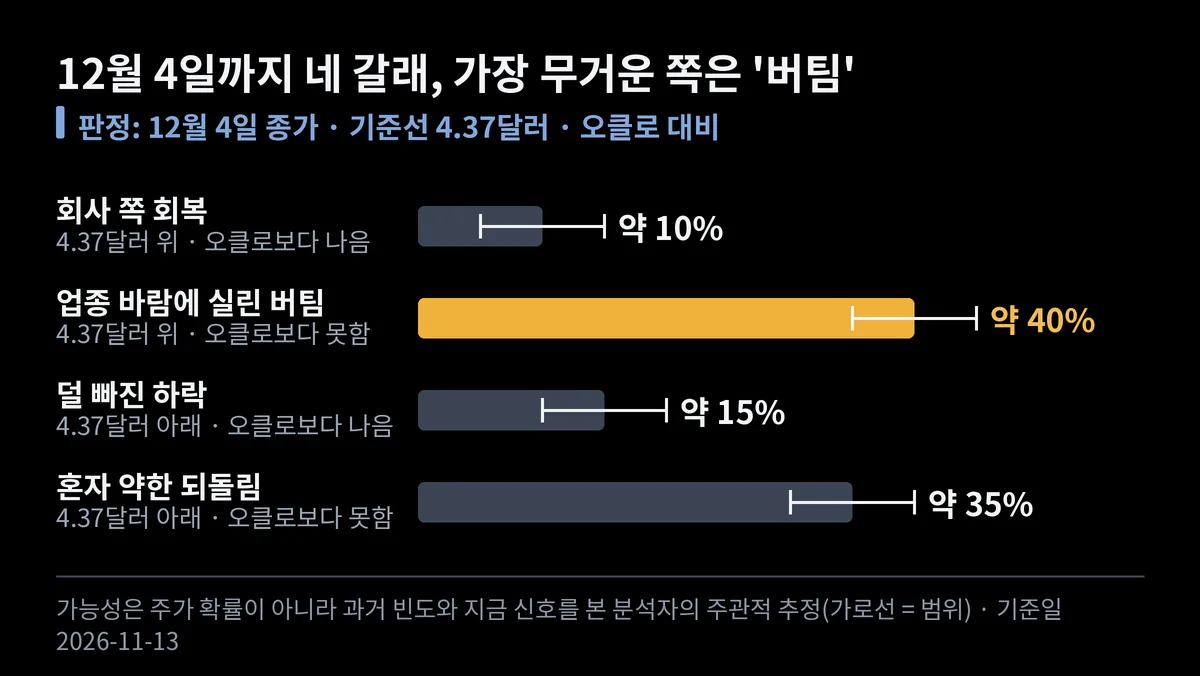 12월 4일까지 네 갈래, 가장 무거운 쪽은 '버팀'
판정: 12월 4일 종가 · 기준선 4.37달러 · 오클로 대비
회사 쪽 회복
4.37달러 위 · 오클로보다 나음
약 10%
업종 바람에 실린 버팀
4.37달러 위 · 오클로보다 못함
약 40%
덜 빠진 하락
4.37달러 아래 · 오클로보다 나음
약 15%
혼자 약한 되돌림
4.37달러 아래 · 오클로보다 못함
약 35%
가능성은 주가 확률이 아니라 과거 빈도와 지금 신호를 본 분석자의 주관적 추정(가로선 = 범위) · 기준일
2026-11-13